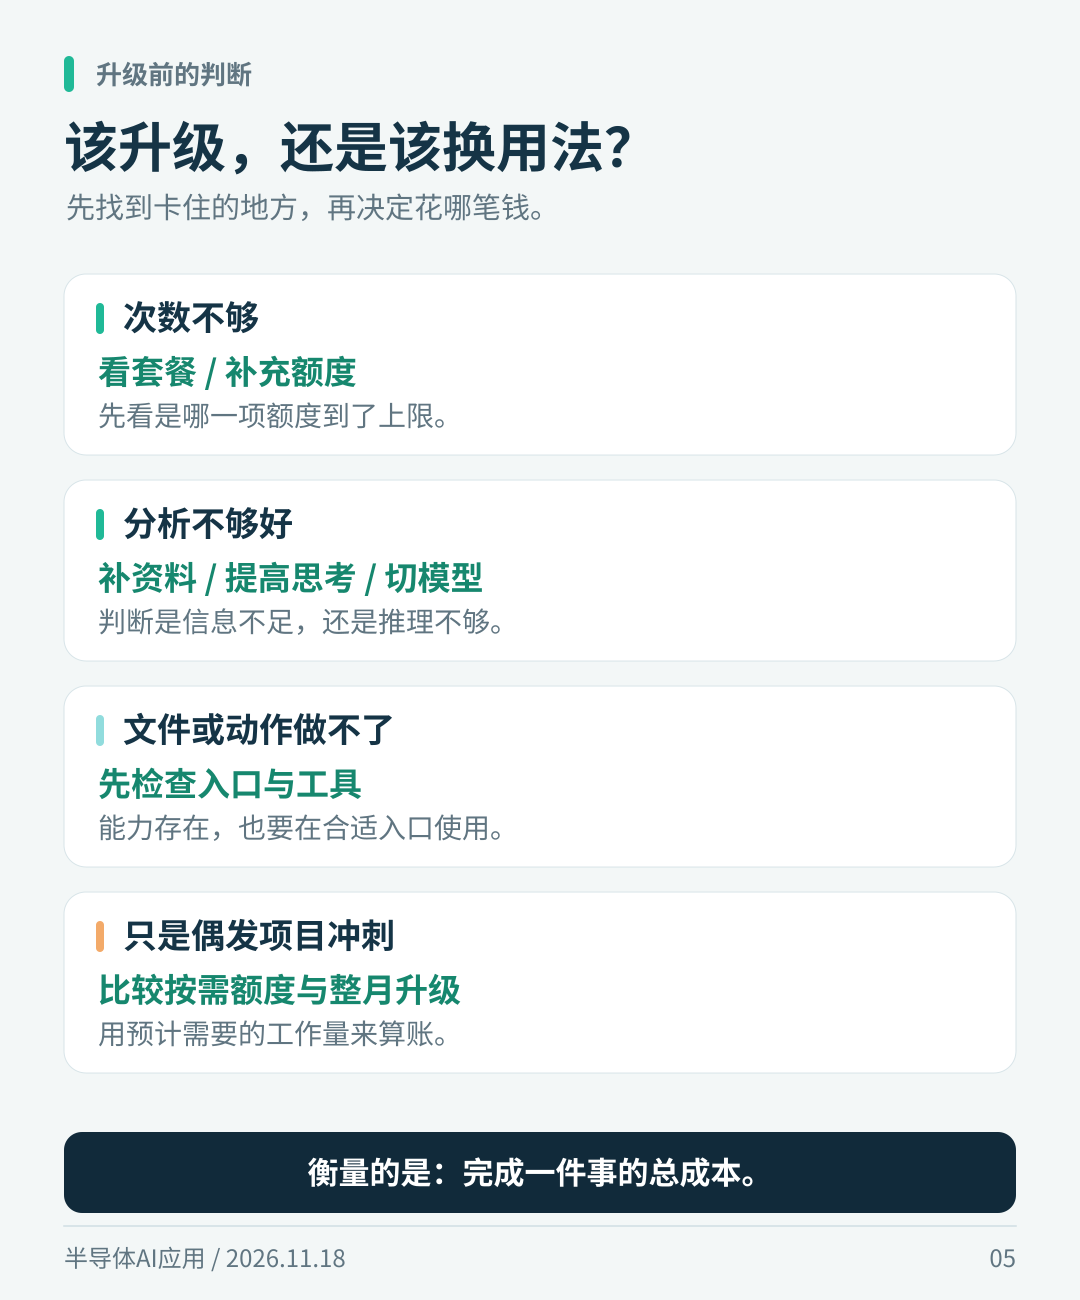 升级前的判断
该升级，还是该换用法？
先找到卡住的地方，再决定花哪笔钱。
次数不够
看套餐 / 补充额度
先看是哪一项额度到了上限。
分析不够好
补资料 / 提高思考 / 切模型
判断是信息不足，还是推理不够。
文件或动作做不了
先检查入口与工具
能力存在，也要在合适入口使用。
只是偶发项目冲刺
比较按需额度与整月升级
用预计需要的工作量来算账。
衡量的是：完成一件事的总成本。
半导体AI应用 / 2026.11.18
05